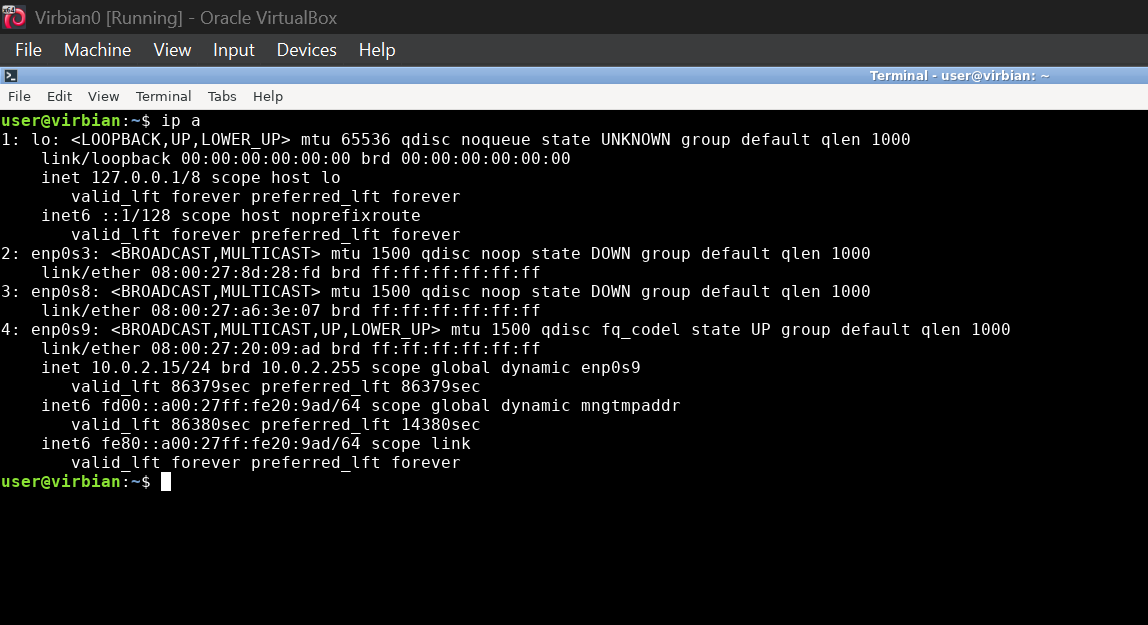 x64
Virbian0 [Running] - Oracle VirtualBox
File Machine View Input Devices Help
Terminal - user@virbian: ~
File Edit View Terminal Tabs Help
user@virbian:~$ ip a
1: lo: <LOOPBACK,UP,LOWER_UP> mtu 65536 qdisc noqueue state UNKNOWN group default qlen 1000
    link/loopback 00:00:00:00:00:00 brd 00:00:00:00:00:00
    inet 127.0.0.1/8 scope host lo
       valid_lft forever preferred_lft forever
    inet6 ::1/128 scope host noprefixroute
       valid_lft forever preferred_lft forever
2: enp0s3: <BROADCAST,MULTICAST> mtu 1500 qdisc noop state DOWN group default qlen 1000
    link/ether 08:00:27:8d:28:fd brd ff:ff:ff:ff:ff:ff
3: enp0s8: <BROADCAST,MULTICAST> mtu 1500 qdisc noop state DOWN group default qlen 1000
    link/ether 08:00:27:a6:3e:07 brd ff:ff:ff:ff:ff:ff
4: enp0s9: <BROADCAST,MULTICAST,UP,LOWER_UP> mtu 1500 qdisc fq_codel state UP group default qlen 1000
    link/ether 08:00:27:20:09:ad brd ff:ff:ff:ff:ff:ff
    inet 10.0.2.15/24 brd 10.0.2.255 scope global dynamic enp0s9
       valid_lft 86379sec preferred_lft 86379sec
    inet6 fd00::a00:27ff:fe20:9ad/64 scope global dynamic mngtmpaddr
       valid_lft 86380sec preferred_lft 14380sec
    inet6 fe80::a00:27ff:fe20:9ad/64 scope link
       valid_lft forever preferred_lft forever
user@virbian:~$